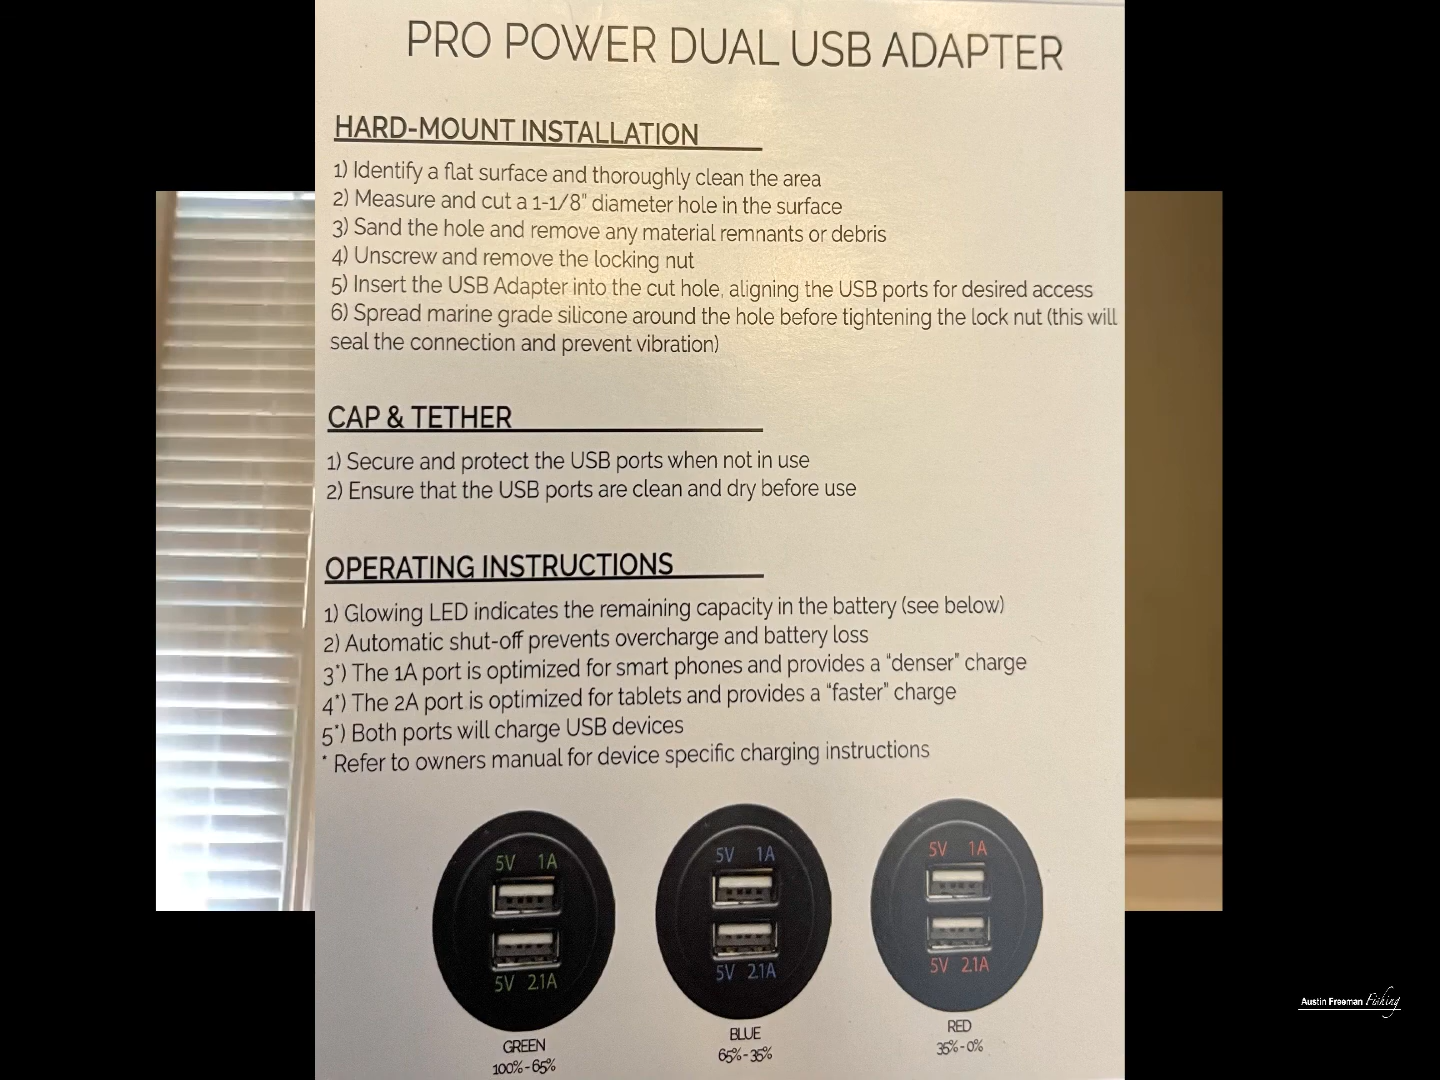 PRO POWER DUAL USB ADAPTER
HARD-MOUNT INSTALLATION
1) Identify a flat surface and thoroughly clean the area
2) Measure and cut a 1-1/8" diameter hole in the surface
3) Sand the hole and remove any material remnants or debris
4) Unscrew and remove the locking nut
5) Insert the USB Adapter into the cut hole, aligning the USB ports for desired access
6) Spread marine grade silicone around the hole before tightening the lock nut (this will
seal the connection and prevent vibration)
CAP & TETHER
1) Secure and protect the USB ports when not in use
2) Ensure that the USB ports are clean and dry before use
OPERATING INSTRUCTIONS
1) Glowing LED indicates the remaining capacity in the battery (see below)
2) Automatic shut-off prevents overcharge and battery loss
3*) The 1A port is optimized for smart phones and provides a "denser" charge
4*) The 2A port is optimized for tablets and provides a "faster" charge
5*) Both ports will charge USB devices
* Refer to owners manual for device specific charging instructions
5V 1A
5V 2.1A
GREEN
100%-65%
5V 1A
5V 2.1A
BLUE
65%-35%
5V 1A
5V 2.1A
RED
35%-0%
Austin Freeman Fishing